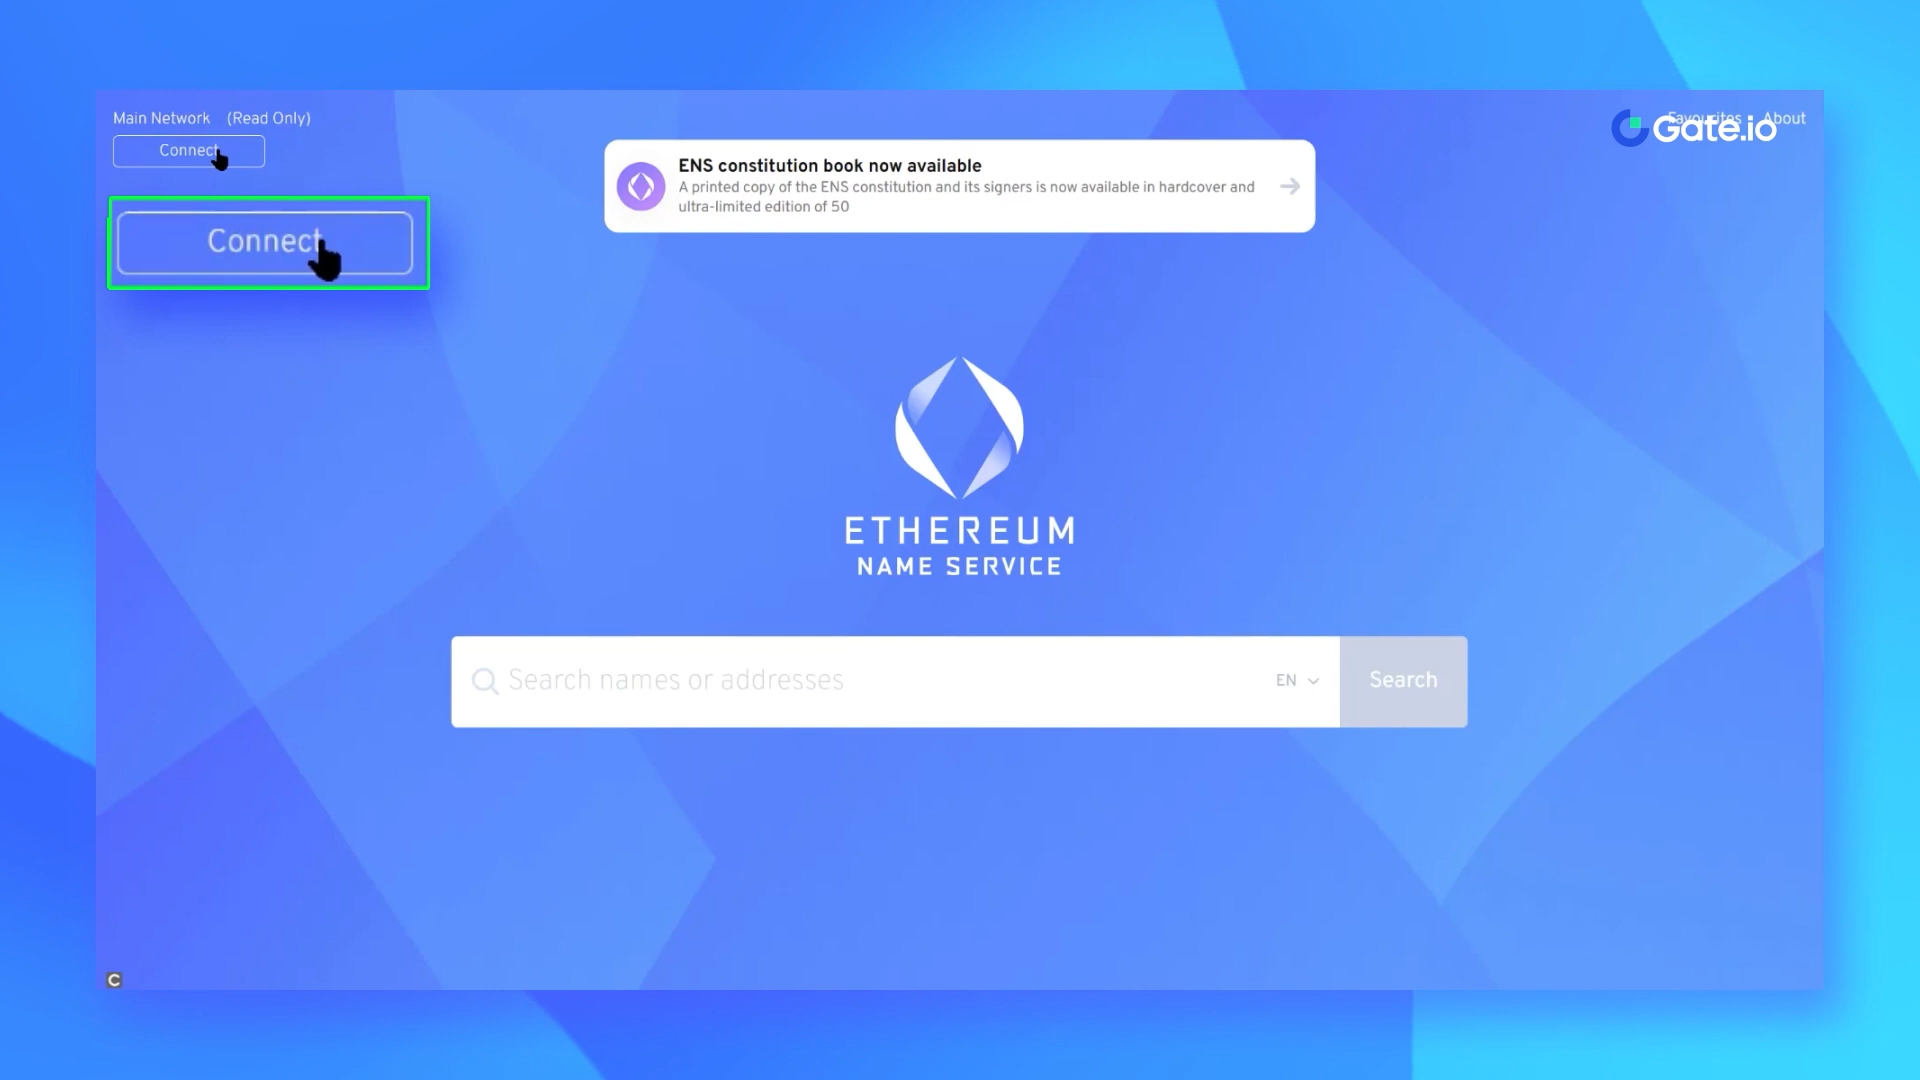 Main Network (Read Only)
Connect
Connect
Favourites About
Gate.io
ENS constitution book now available
A printed copy of the ENS constitution and its signers is now available in hardcover and
ultra-limited edition of 50
ETHEREUM
NAME SERVICE
Search names or addresses EN Search
C